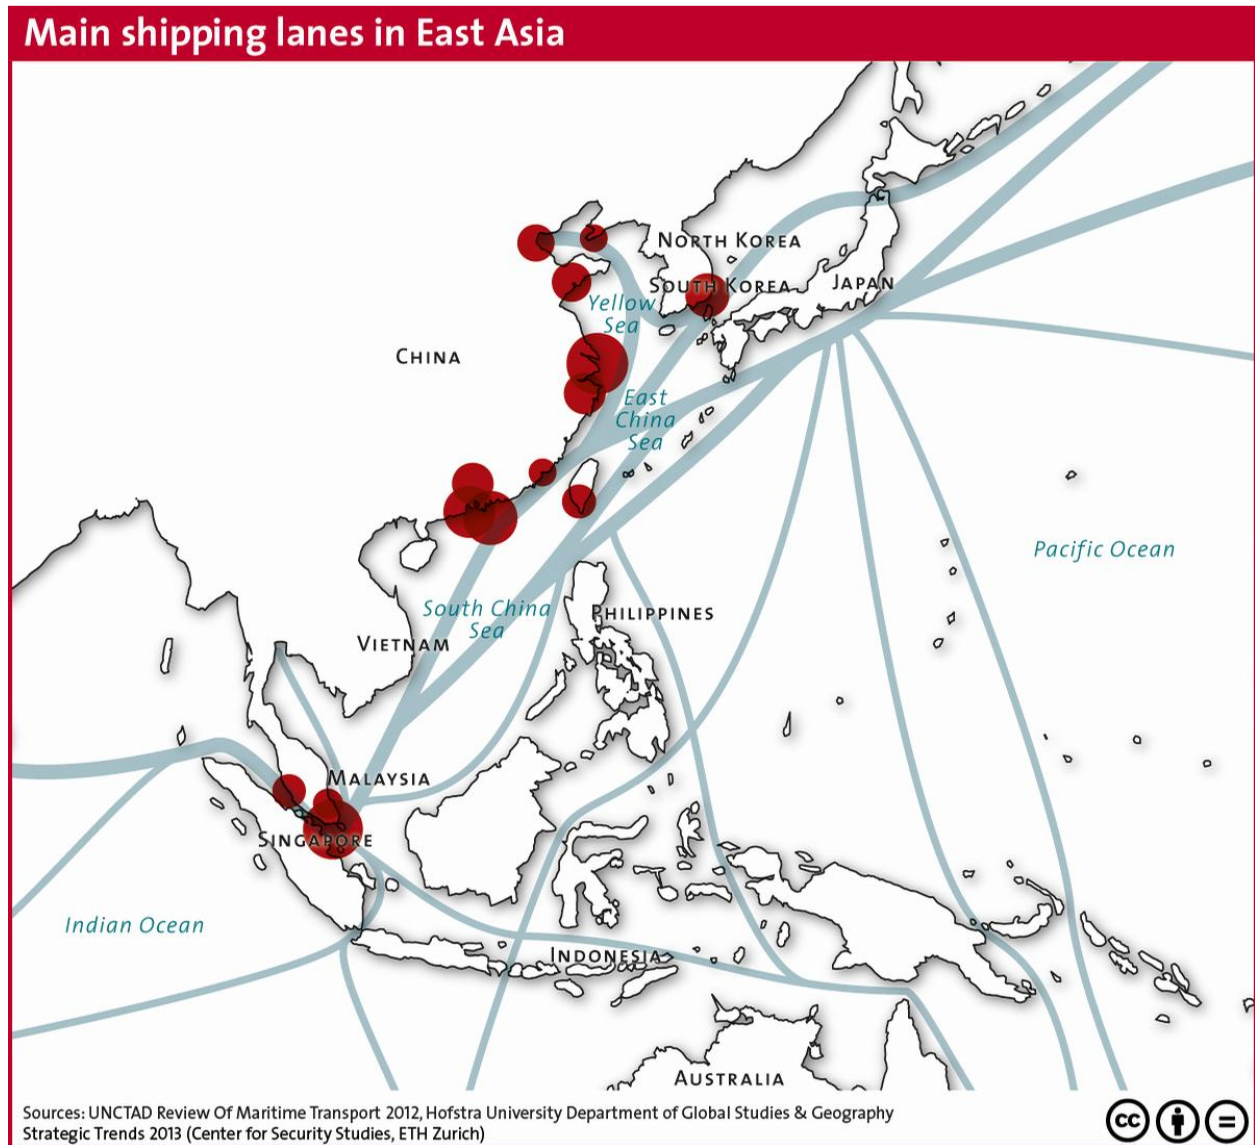 Main shipping lanes in East Asia
NORTH KOREA
SOUTH KOREA
JAPAN
Yellow
Sea
CHINA
East
China
Sea
Pacific Ocean
South China
Sea
PHILIPPINES
VIETNAM
MALAYSIA
SINGAPORE
Indian Ocean
INDONESIA
AUSTRALIA
Sources: UNCTAD Review Of Maritime Transport 2012, Hofstra University Department of Global Studies & Geography
Strategic Trends 2013 (Center for Security Studies, ETH Zurich)
cc